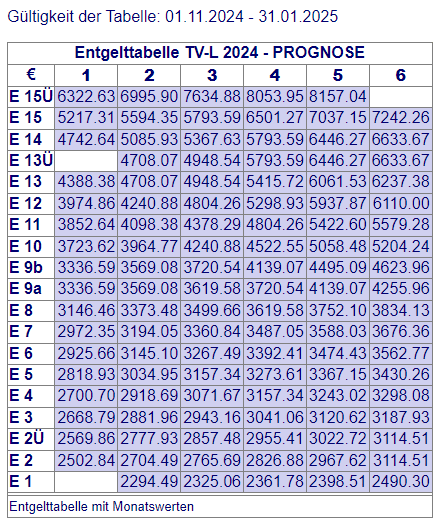 Gültigkeit der Tabelle: 01.11.2024 - 31.01.2025
Entgelttabelle TV-L 2024 - PROGNOSE
€ 1 2 3 4 5 6
E 15Ü 6322.63 6995.90 7634.88 8053.95 8157.04
E 15 5217.31 5594.35 5793.59 6501.27 7037.15 7242.26
E 14 4742.64 5085.93 5367.63 5793.59 6446.27 6633.67
E 13Ü 4708.07 4948.54 5793.59 6446.27 6633.67
E 13 4388.38 4708.07 4948.54 5415.72 6061.53 6237.38
E 12 3974.86 4240.88 4804.26 5298.93 5937.87 6110.00
E 11 3852.64 4098.38 4378.29 4804.26 5422.60 5579.28
E 10 3723.62 3964.77 4240.88 4522.55 5058.48 5204.24
E 9b 3336.59 3569.08 3720.54 4139.07 4495.09 4623.96
E 9a 3336.59 3569.08 3619.58 3720.54 4139.07 4255.96
E 8 3146.46 3373.48 3499.66 3619.58 3752.10 3834.13
E 7 2972.35 3194.05 3360.84 3487.05 3588.03 3676.36
E 6 2925.66 3145.10 3267.49 3392.41 3474.43 3562.77
E 5 2818.93 3034.95 3157.34 3273.61 3367.15 3430.26
E 4 2700.70 2918.69 3071.67 3157.34 3243.02 3298.08
E 3 2668.79 2881.96 2943.16 3041.06 3120.62 3187.93
E 2Ü 2569.86 2777.93 2857.48 2955.41 3022.72 3114.51
E 2 2502.84 2704.49 2765.69 2826.88 2967.62 3114.51
E 1 2294.49 2325.06 2361.78 2398.51 2490.30
Entgelttabelle mit Monatswerten